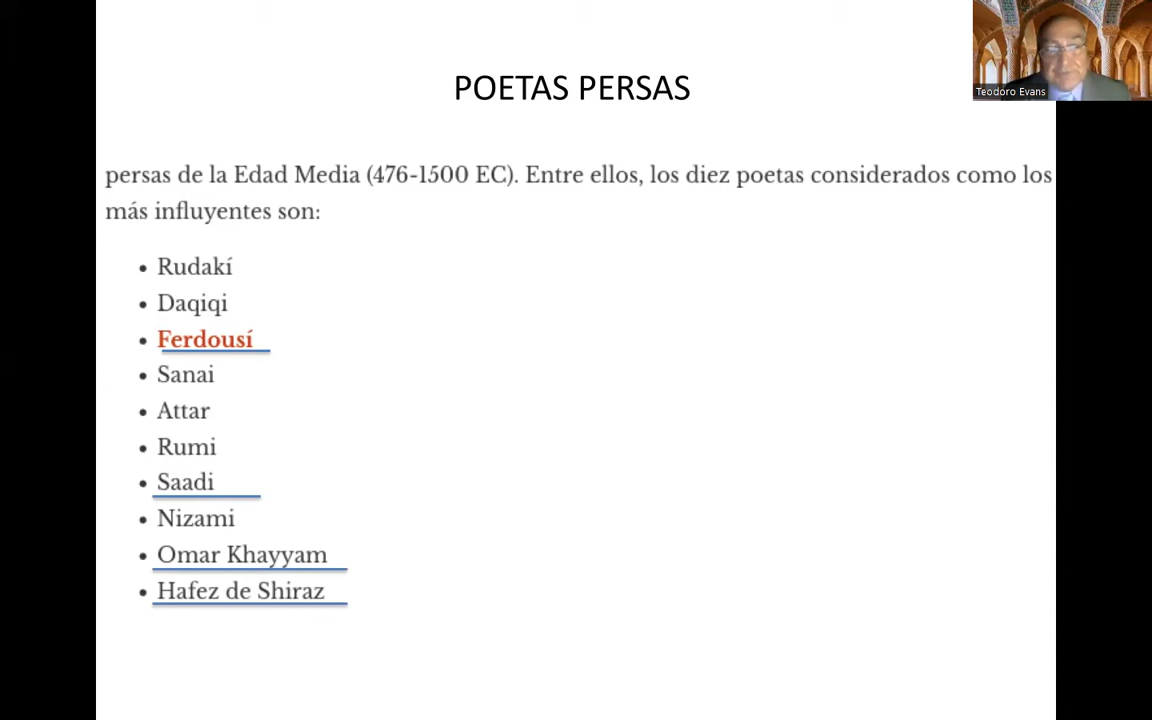 POETAS PERSAS
Teodoro Evans
persas de la Edad Media (476-1500 EC). Entre ellos, los diez poetas considerados como los
más influyentes son:
• Rudakí
• Daqiqi
• Ferdousí
• Sanai
• Attar
• Rumi
• Saadi
• Nizami
• Omar Khayyam
• Hafez de Shiraz